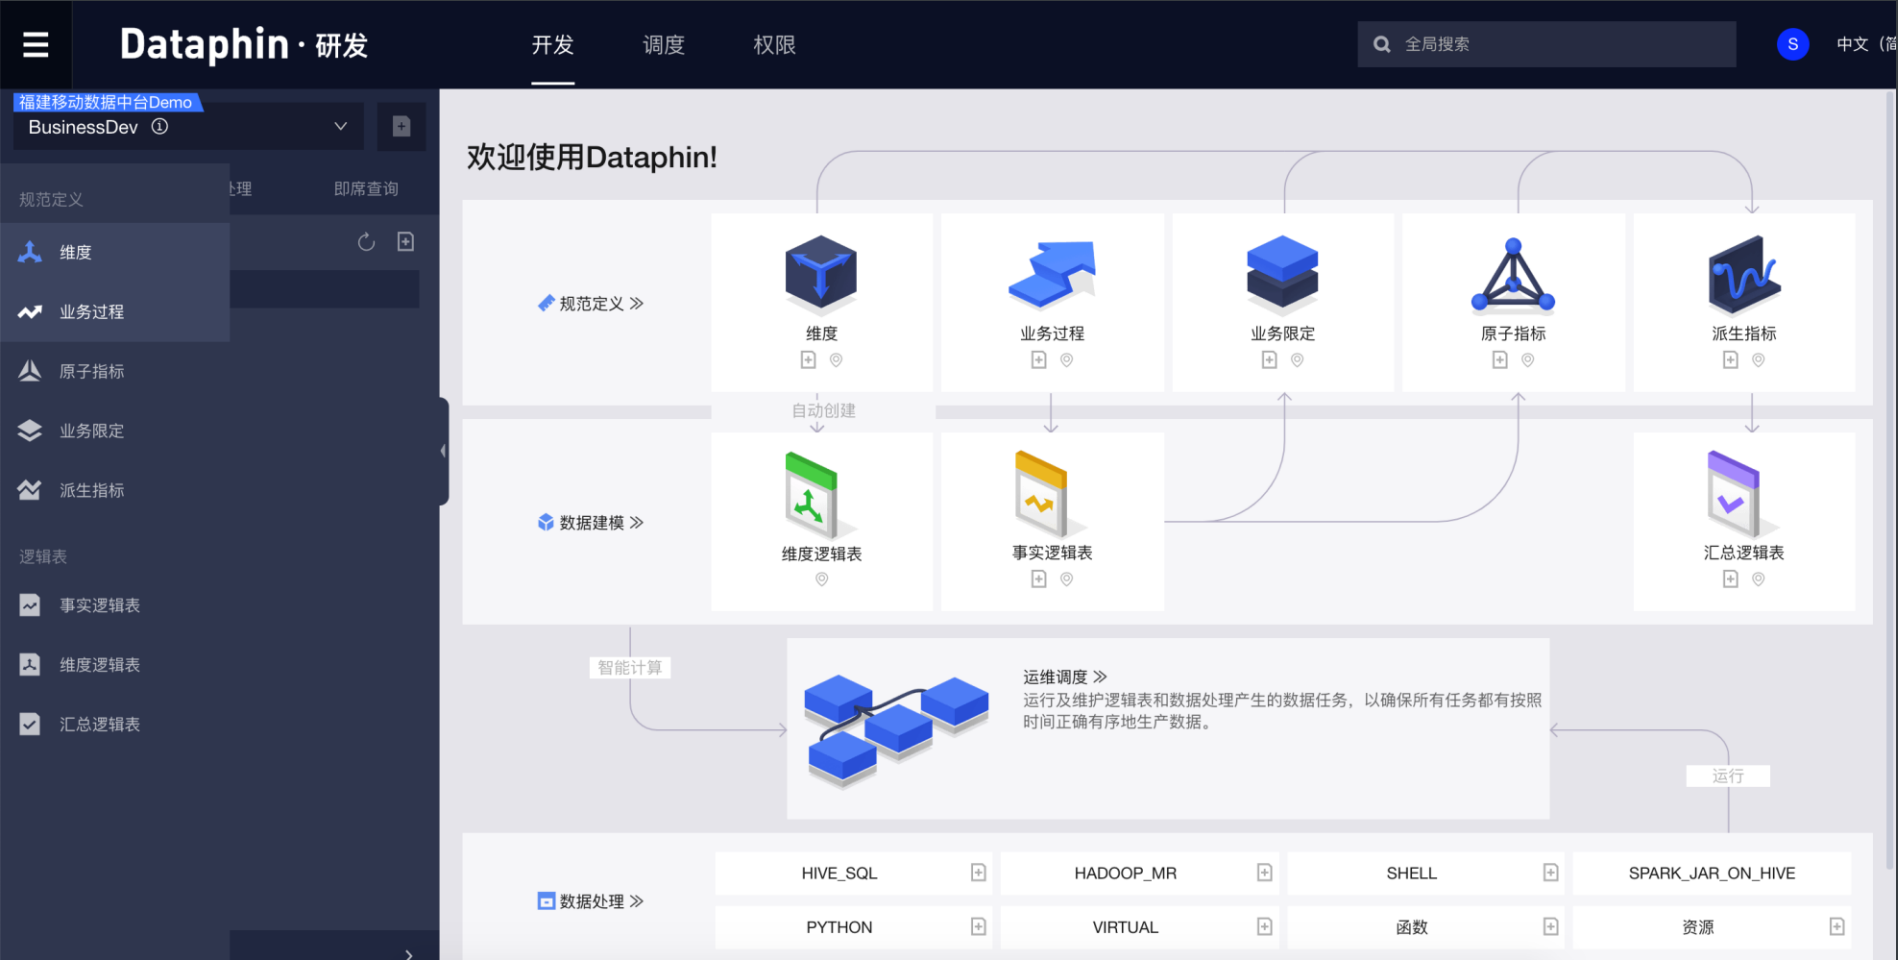 Dataphin · 研发
开发
调度
权限
全局搜索
S
中文（简
福建移动数据中台Demo
BusinessDev
处理
即席查询
规范定义
维度
业务过程
原子指标
业务限定
派生指标
逻辑表
事实逻辑表
维度逻辑表
汇总逻辑表
欢迎使用Dataphin!
规范定义
维度
业务过程
业务限定
原子指标
派生指标
自动创建
数据建模
维度逻辑表
事实逻辑表
汇总逻辑表
智能计算
运维调度
运行及维护逻辑表和数据处理产生的数据任务，以确保所有任务都有按照
时间正确有序地生产数据。
运行
数据处理
HIVE_SQL
HADOOP_MR
SHELL
SPARK_JAR_ON_HIVE
PYTHON
VIRTUAL
函数
资源